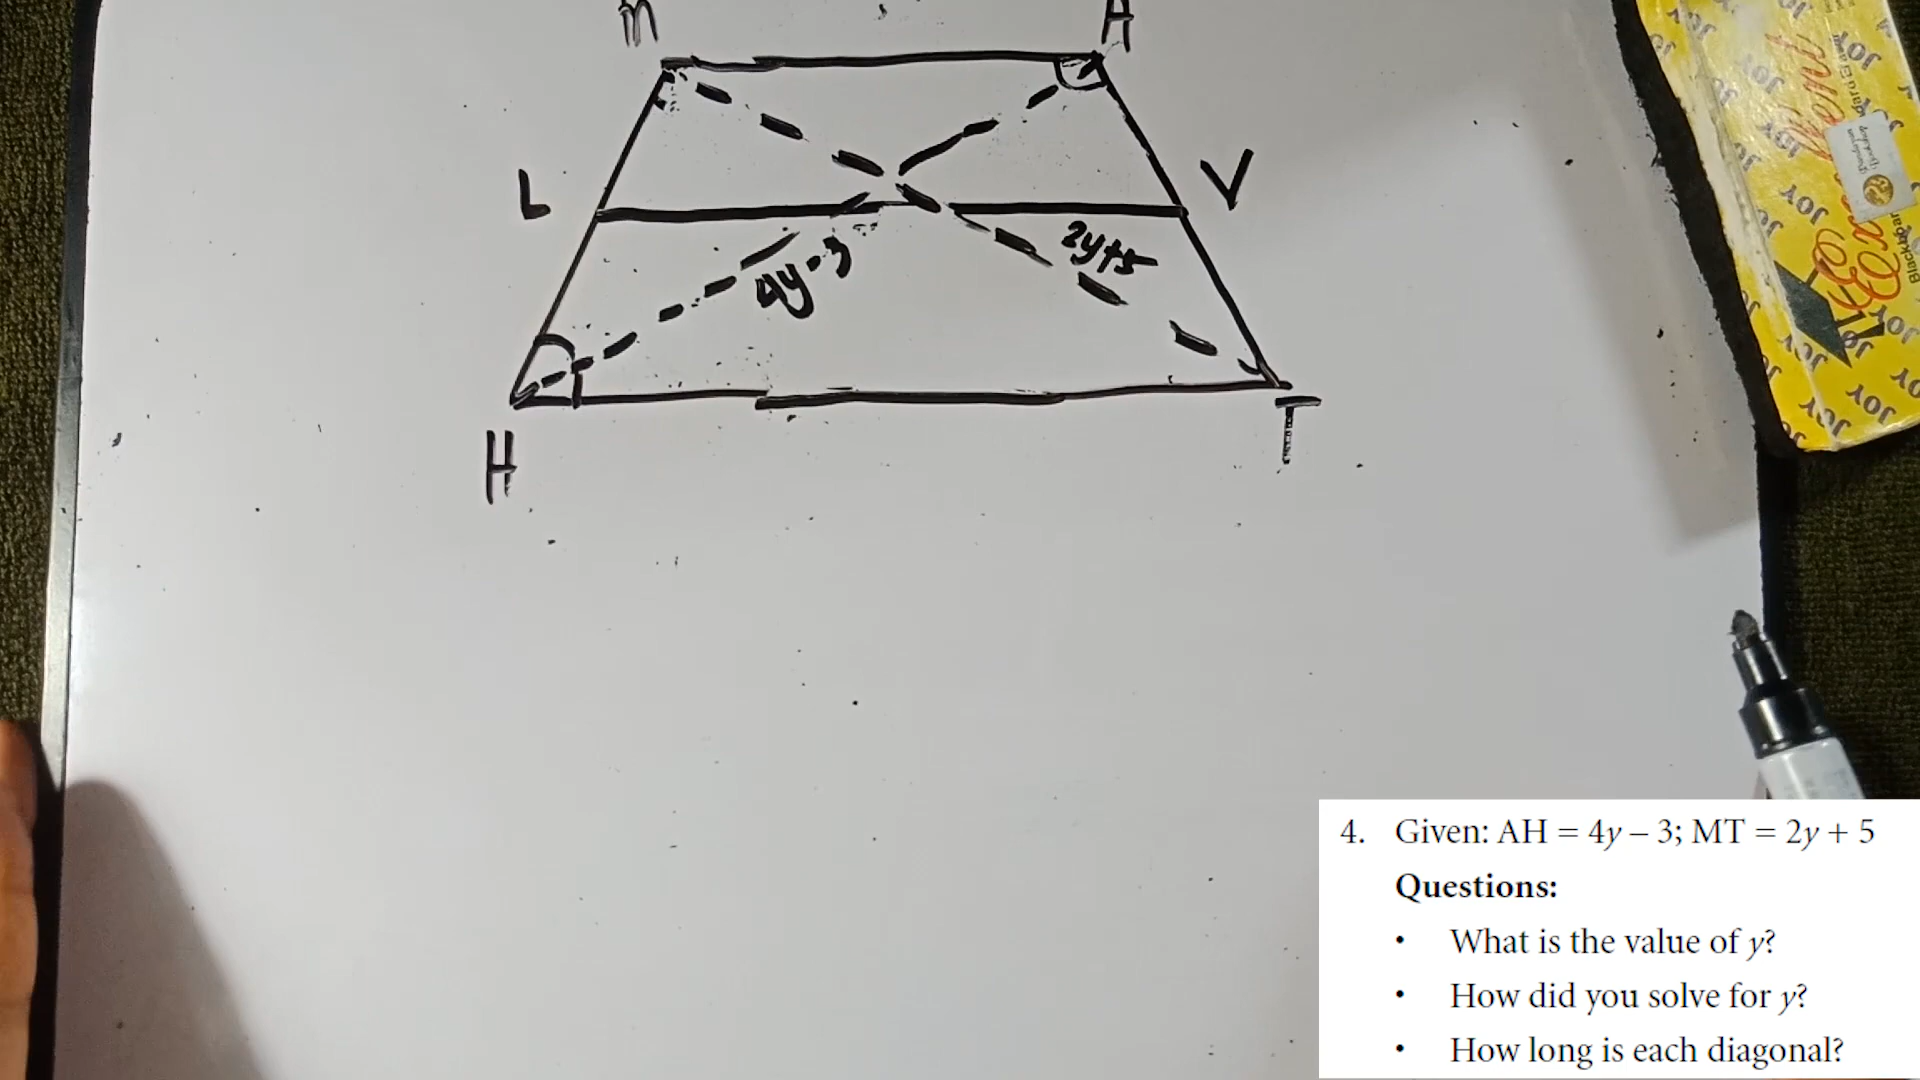 M A
L V
4y-3 2y+5
H T
4. Given: AH = 4y – 3; MT = 2y + 5
Questions:
• What is the value of y?
• How did you solve for y?
• How long is each diagonal?
JOY